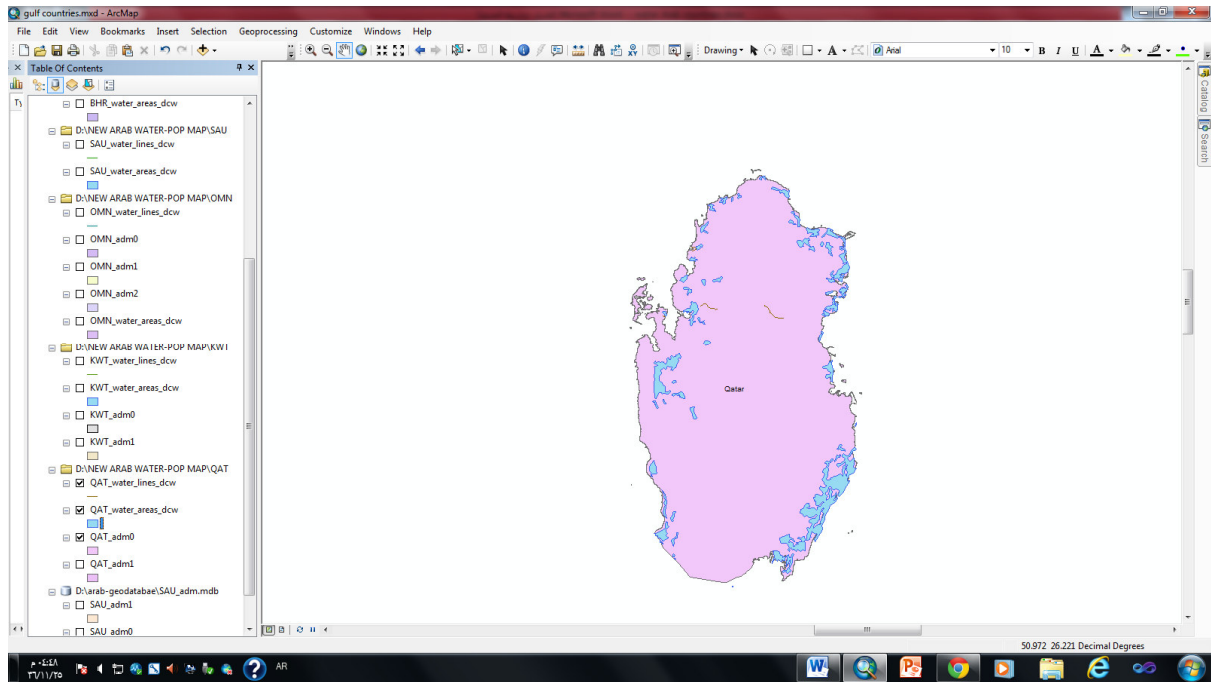 gulf countries.mxd - ArcMap
File Edit View Bookmarks Insert Selection Geoprocessing Customize Windows Help
Drawing
Arial
10
B I U A
Table Of Contents
BHR_water_areas_dcw
D:\NEW ARAB WATER-POP MAP\SAU
SAU_water_lines_dcw
SAU_water_areas_dcw
D:\NEW ARAB WATER-POP MAP\OMN
OMN_water_lines_dcw
OMN_adm0
OMN_adm1
OMN_adm2
OMN_water_areas_dcw
D:\NEW ARAB WATER-POP MAP\KWT
KWT_water_lines_dcw
KWT_water_areas_dcw
KWT_adm0
KWT_adm1
D:\NEW ARAB WATER-POP MAP\QAT
QAT_water_lines_dcw
QAT_water_areas_dcw
QAT_adm0
QAT_adm1
D:\arab-geodatabae\SAU_adm.mdb
SAU_adm1
SAU_adm0
Qatar
Catalog
Search
50.972 26.221 Decimal Degrees
AR